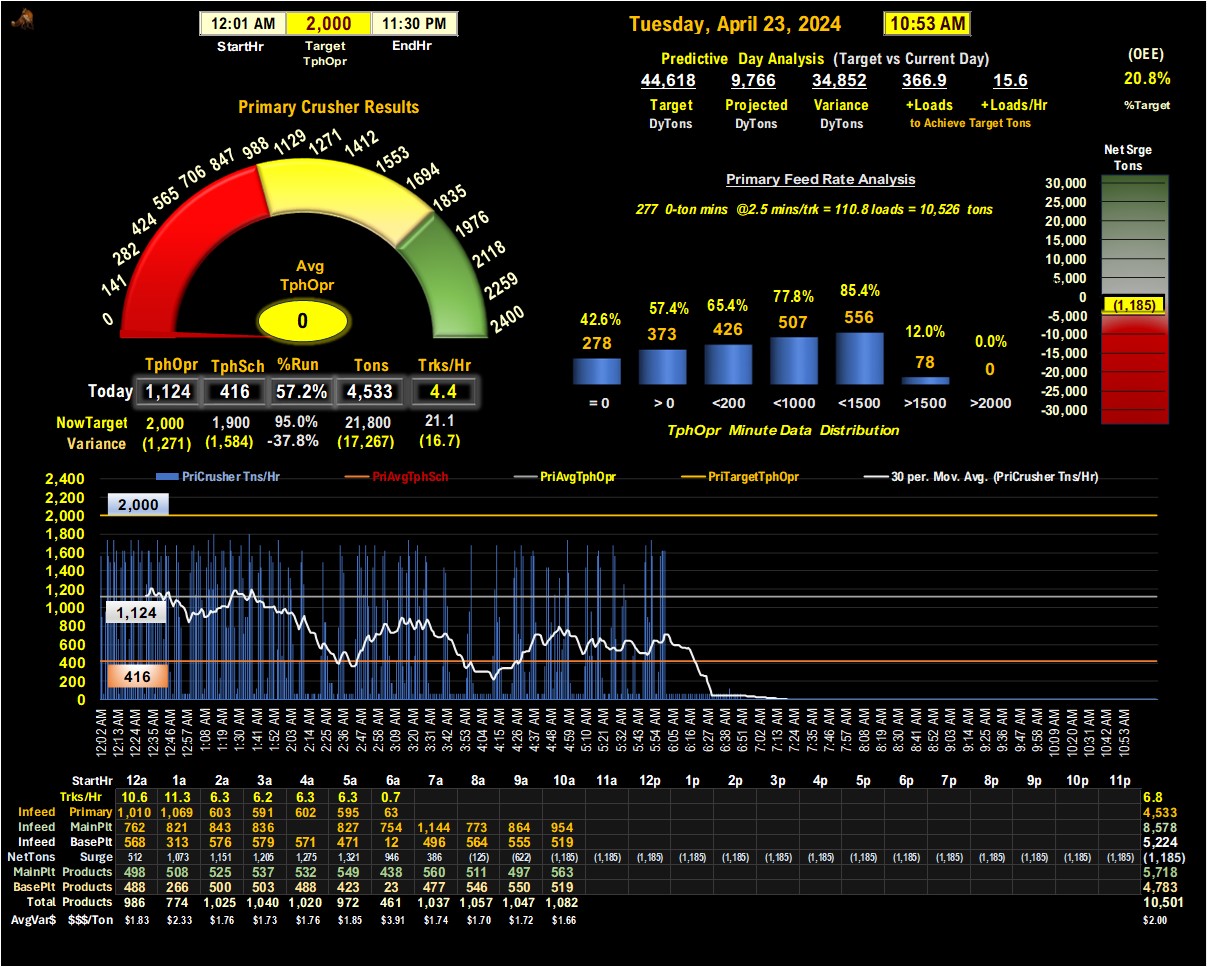 12:01 AM 2,000 11:30 PM
StartHr Target TphOpr EndHr
Tuesday, April 23, 2024 10:53 AM
Predictive Day Analysis (Target vs Current Day)
44,618 9,766 34,852 366.9 15.6
Target Projected Variance +Loads +Loads/Hr
DyTons DyTons DyTons to Achieve Target Tons
(OEE)
20.8%
%Target
Primary Crusher Results
0 141 282 424 565 706 847 988 1129 1271 1412 1553 1694 1835 1976 2118 2259 2400
Avg
TphOpr
0
Primary Feed Rate Analysis
277 0-ton mins @2.5 mins/trk = 110.8 loads = 10,526 tons
42.6% 57.4% 65.4% 77.8% 85.4% 12.0% 0.0%
278 373 426 507 556 78 0
= 0 > 0 <200 <1000 <1500 >1500 >2000
TphOpr Minute Data Distribution
Net Srge
Tons
30,000
25,000
20,000
15,000
10,000
5,000
0
(1,185)
-5,000
-10,000
-15,000
-20,000
-25,000
-30,000
TphOpr TphSch %Run Tons Trks/Hr
Today 1,124 416 57.2% 4,533 4.4
NowTarget 2,000 1,900 95.0% 21,800 21.1
Variance (1,271) (1,584) -37.8% (17,267) (16.7)
PriCrusher Tns/Hr PriAvgTphSch PriAvgTphOpr PriTargetTphOpr 30 per. Mov. Avg. (PriCrusher Tns/Hr)
2,400
2,200
2,000
1,800
1,600
1,400
1,200
1,000
800
600
400
200
0
2,000
1,124
416
12:02 AM 12:13 AM 12:24 AM 12:35 AM 12:46 AM 12:57 AM 1:08 AM 1:19 AM 1:30 AM 1:41 AM 1:52 AM 2:03 AM 2:14 AM 2:25 AM 2:36 AM 2:47 AM 2:58 AM 3:09 AM 3:20 AM 3:31 AM 3:42 AM 3:53 AM 4:04 AM 4:15 AM 4:26 AM 4:37 AM 4:48 AM 4:59 AM 5:10 AM 5:21 AM 5:32 AM 5:43 AM 5:54 AM 6:05 AM 6:16 AM 6:27 AM 6:38 AM 6:51 AM 7:02 AM 7:13 AM 7:24 AM 7:35 AM 7:46 AM 7:57 AM 8:08 AM 8:19 AM 8:30 AM 8:41 AM 8:52 AM 9:03 AM 9:14 AM 9:25 AM 9:36 AM 9:47 AM 9:58 AM 10:09 AM 10:20 AM 10:31 AM 10:42 AM 10:53 AM
StartHr 12a 1a 2a 3a 4a 5a 6a 7a 8a 9a 10a 11a 12p 1p 2p 3p 4p 5p 6p 7p 8p 9p 10p 11p
Trks/Hr 10.6 11.3 6.3 6.2 6.3 6.3 0.7 6.8
Infeed Primary 1,010 1,069 603 591 602 595 63 4,533
Infeed MainPlt 762 821 843 836 827 754 1,144 773 864 954 8,578
Infeed BasePlt 568 313 576 579 571 471 12 496 564 555 519 5,224
NetTons Surge 512 1,073 1,151 1,205 1,275 1,321 946 386 (125) (622) (1,185) (1,185) (1,185) (1,185) (1,185) (1,185) (1,185) (1,185) (1,185) (1,185) (1,185) (1,185) (1,185) (1,185) (1,185)
MainPlt Products 498 508 525 537 532 549 438 560 511 497 563 5,718
BasePlt Products 488 266 500 503 488 423 23 477 546 550 519 4,783
Total Products 986 774 1,025 1,040 1,020 972 461 1,037 1,057 1,047 1,082 10,501
AvgVar$ $$$/Ton $1.83 $2.33 $1.76 $1.73 $1.76 $1.85 $3.91 $1.74 $1.70 $1.72 $1.66 $2.00